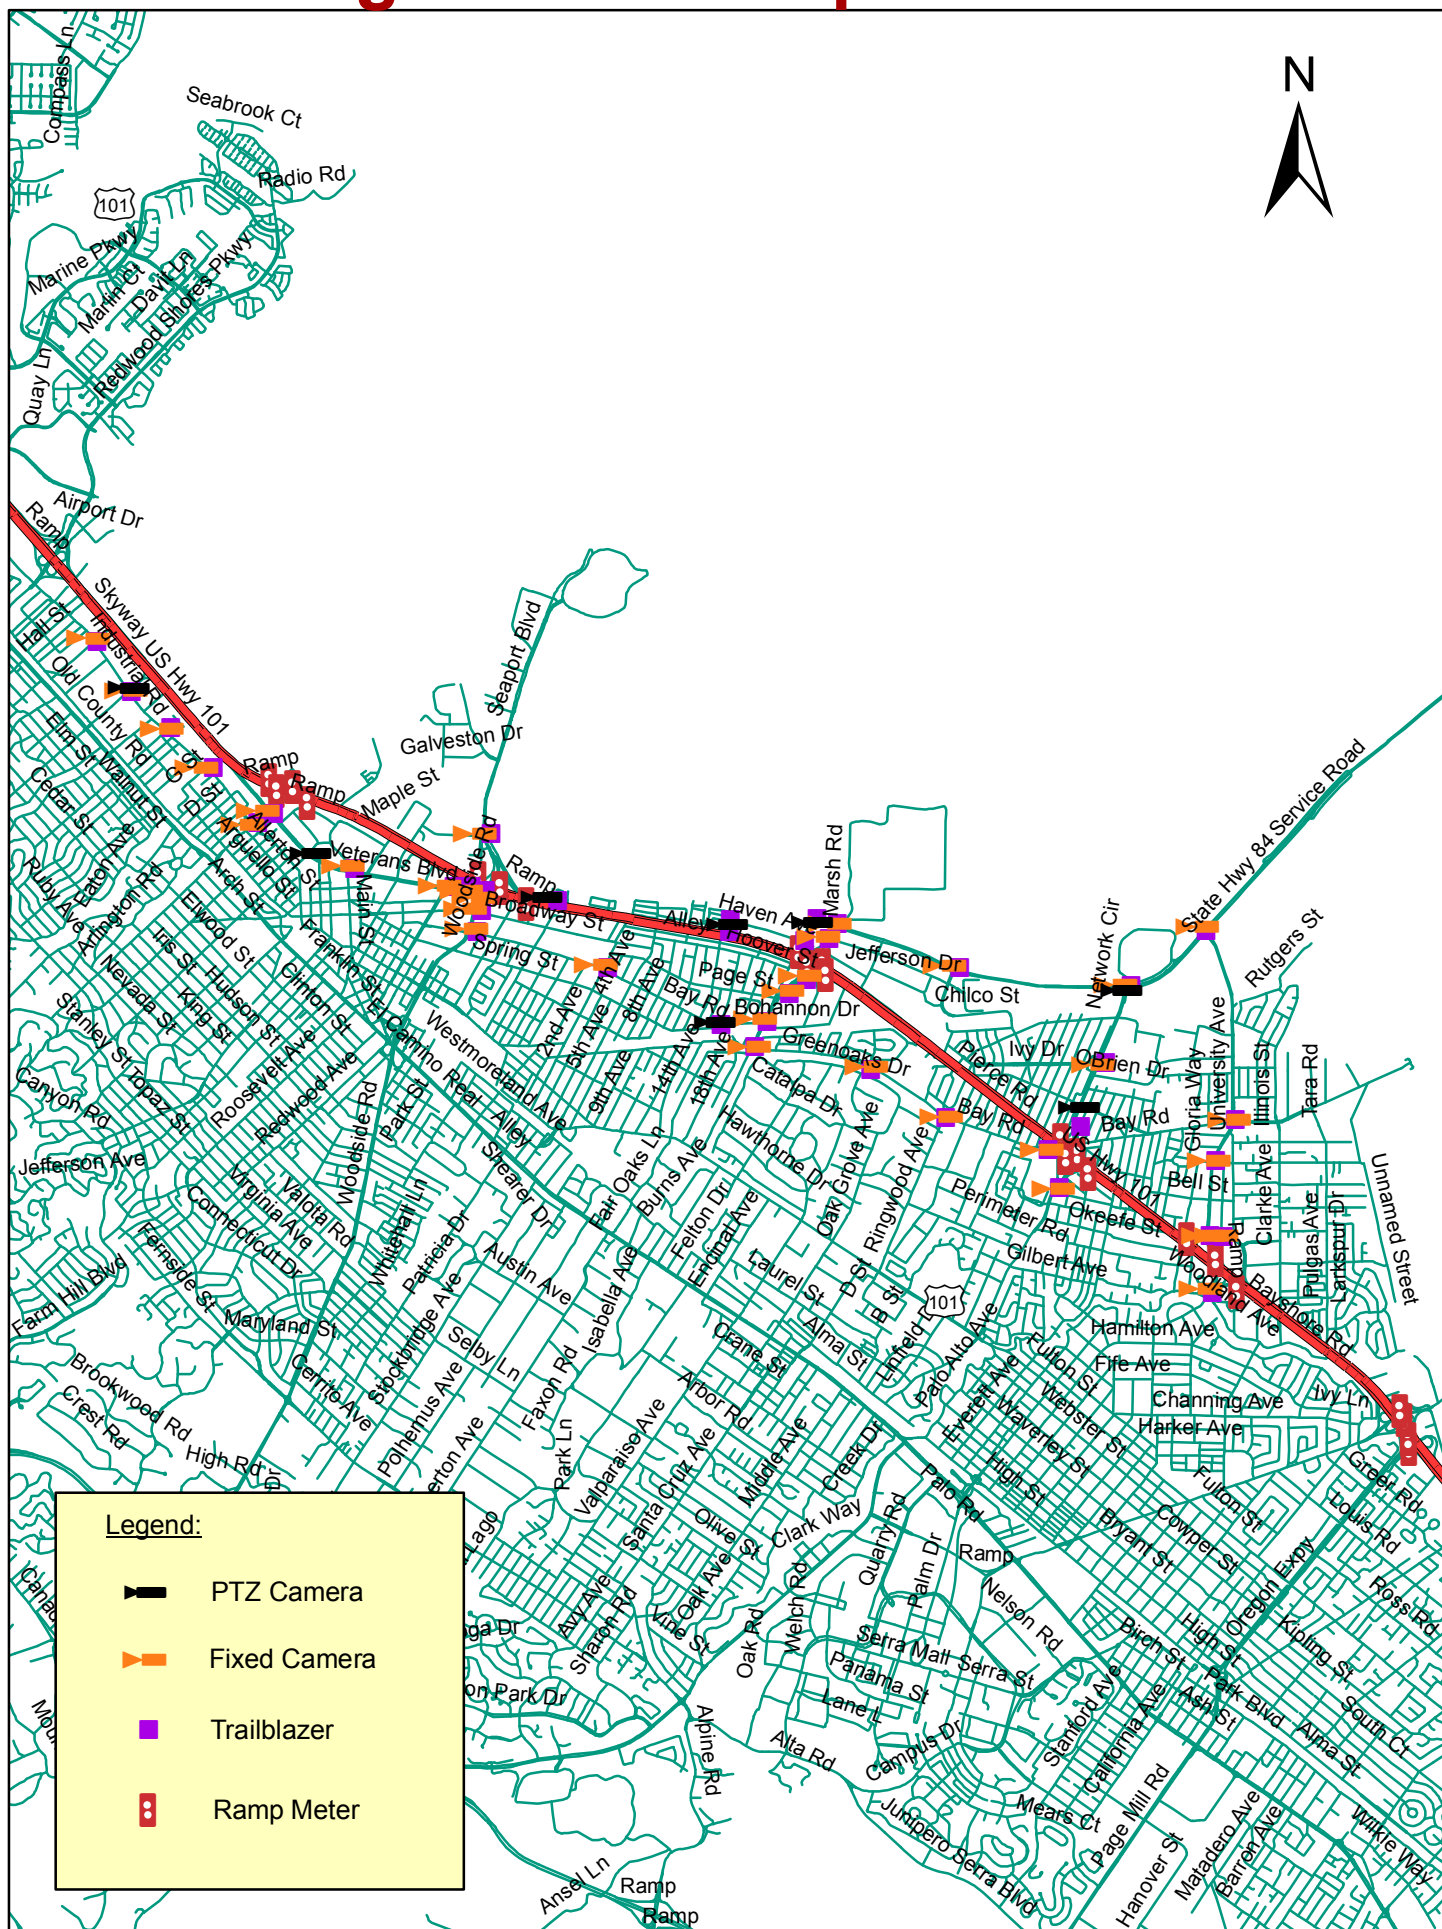 N
Compass Ln
Seabrook Ct
Radio Rd
101
Marine Pkwy
Marlin Ct
Davit Ln
Redwood Shores Pkwy
Quay Ln
Airport Dr
Ramp
Skyway US Hwy 101
Hall St
Industrial Rd
Old County Rd
Elm St
Walnut St
Cedar St
G St
D St
H St
Ramp
Ramp
Maple St
Galveston Dr
Seaport Blvd
Eaton Ave
Ruby Ave
Arlington Rd
Arguello St
Allerton St
Arch St
Veterans Blvd
Main St
Woodside Rd
Ramp
Broadway St
Alley
Haven Ave
Marsh Rd
Hoover St
Jefferson Dr
Chilco St
Network Cir
State Hwy 84 Service Road
Rutgers St
Elwood St
Iris St
Nevada St
Hudson St
King St
Franklin St
Clinton St
Spring St
2nd Ave
4th Ave
5th Ave
8th Ave
9th Ave
14th Ave
18th Ave
Page St
Bay Rd
Bohannon Dr
Greenoaks Dr
Catalpa Dr
Pierce Rd
Ivy Dr
OBrien Dr
Gloria Way
University Ave
Illinois St
Tara Rd
Stanley St
Topaz St
Roosevelt Ave
Redwood Ave
Canyon Rd
Jefferson Ave
El Camino Real
Westmoreland Ave
Alley
Woodside Rd
Park St
Shearer Dr
Hawthorne Dr
Fair Oaks Ln
Burns Ave
Oak Grove Ave
Ringwood Ave
Bay Rd
Bay Rd
US Hwy 101
Bell St
Clarke Ave
Pulgas Ave
Larkspur Dr
Unnamed Street
Virginia Ave
Valota Rd
Connecticut Dr
Fernside St
Farm Hill Blvd
Whitehall Ln
Patricia Dr
Austin Ave
Isabella Ave
Felton Dr
Encinal Ave
Laurel St
D St
B St
Linfield Dr
101
Palo Alto Ave
Perimeter Rd
Okeefe St
Gilbert Ave
Woodland Ave
Ramp
Bayshore Rd
Hamilton Ave
Maryland St
Stockbridge Ave
Selby Ln
Crane St
Alma St
Fulton St
Fife Ave
Channing Ave
Ivy Ln
Harker Ave
Brookwood Rd
Crest Rd
High Rd
Cerrito Ave
Polhemus Ave
Faxon Rd
Park Ln
Valparaiso Ave
Arbor Rd
Santa Cruz Ave
Middle Ave
Creek Dr
Everett Ave
Waverley St
Webster St
High St
Palo Rd
Greer Rd
Louis Rd
Dr
erton Ave
Lago
Olive St
Clark Way
Quarry Rd
Palm Dr
Ramp
Bryant St
Cowper St
Fulton St
Oregon Expy
Ross Rd
Legend:
PTZ Camera
Fixed Camera
Trailblazer
Ramp Meter
Avy Ave
Sharon Rd
Oak Ave
Vine St
Oak Rd
Welch Rd
Nelson Rd
Serra Mall
Serra St
Panama St
Lane L
Birch St
High St
Kipling St
Park Blvd
Ash St
South Ct
Alma St
oga Dr
on Park Dr
Alpine Rd
Alta Rd
Campus Dr
Stanford Ave
California Ave
Page Mill Rd
Mears Ct
Junipero Serra Blvd
Hanover St
Matadero Ave
Barron Ave
Wilkie Way
Ansel Ln
Ramp
Ramp